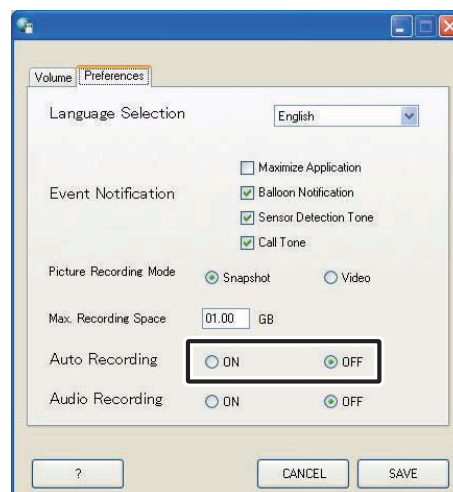 Volume Preferences
Language Selection English
Maximize Application
Event Notification Balloon Notification
Sensor Detection Tone
Call Tone
Picture Recording Mode Snapshot Video
Max. Recording Space 01.00 GB
Auto Recording ON OFF
Audio Recording ON OFF
? CANCEL SAVE